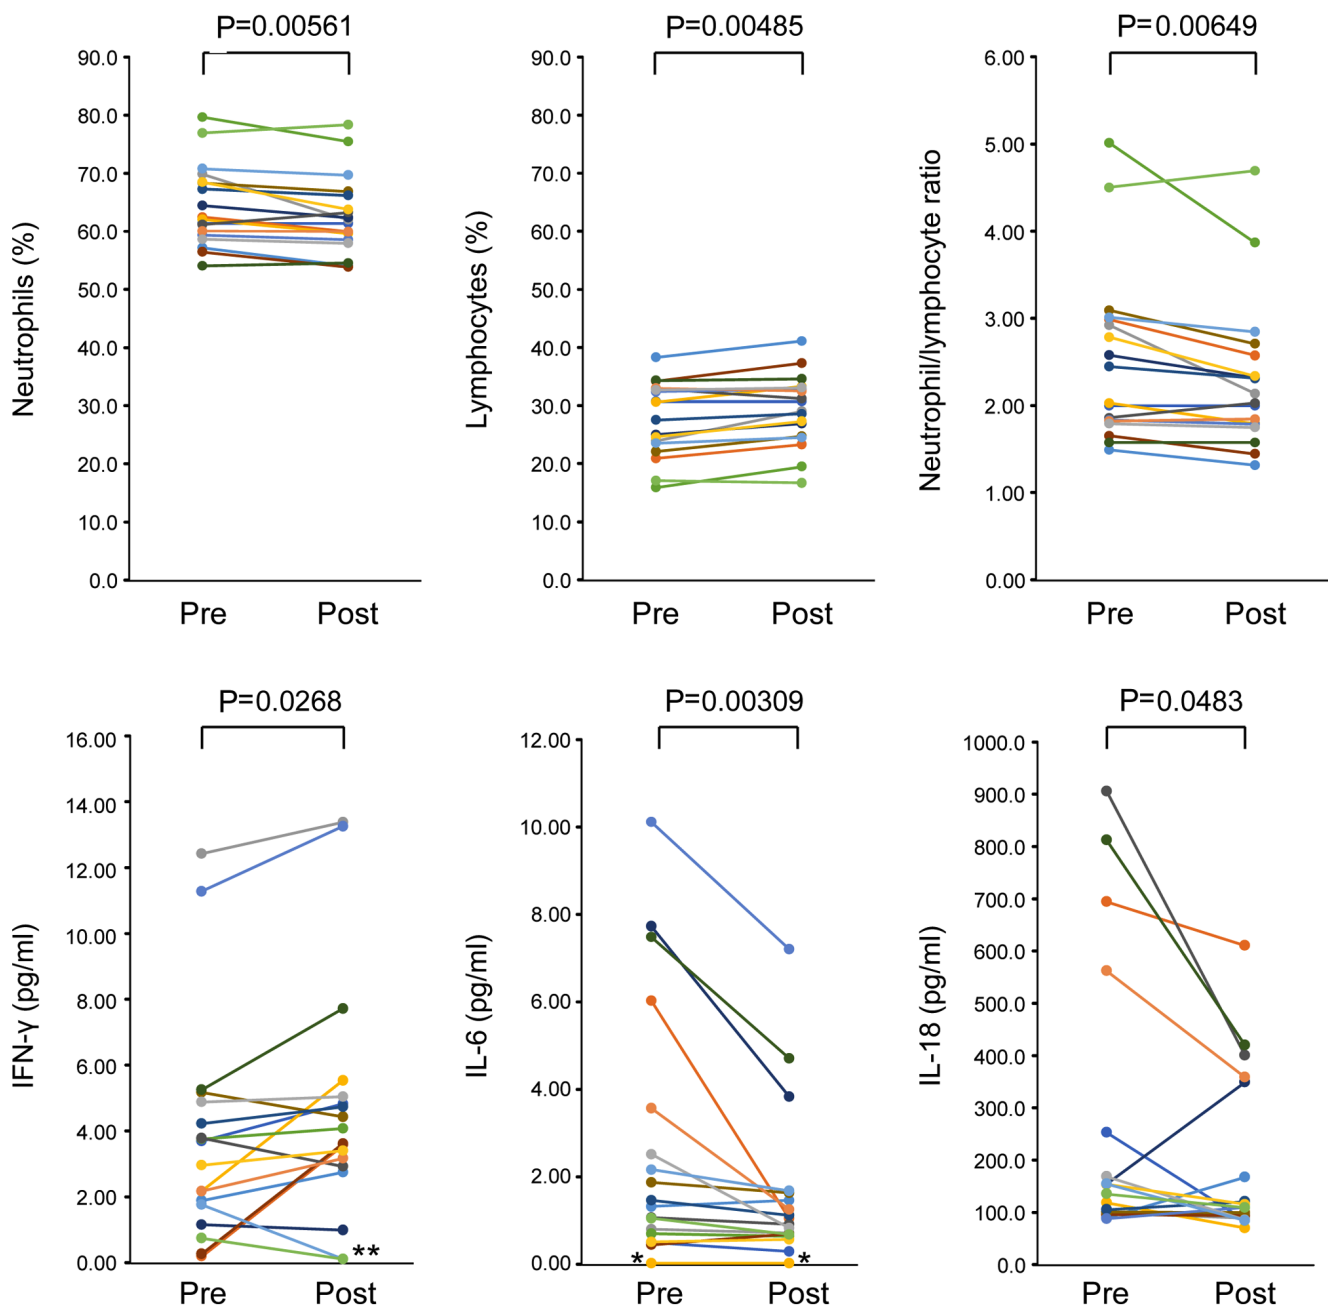 P=0.00561
Neutrophils (%)
90.0
80.0
70.0
60.0
50.0
40.0
30.0
20.0
10.0
0.0
Pre
Post
P=0.00485
Lymphocytes (%)
90.0
80.0
70.0
60.0
50.0
40.0
30.0
20.0
10.0
0.0
Pre
Post
P=0.00649
Neutrophil/lymphocyte ratio
6.00
5.00
4.00
3.00
2.00
1.00
0.00
Pre
Post
P=0.0268
IFN-γ (pg/ml)
16.00
14.00
12.00
10.00
8.00
6.00
4.00
2.00
0.00
**
Pre
Post
P=0.00309
IL-6 (pg/ml)
12.00
10.00
8.00
6.00
4.00
2.00
0.00
*
*
Pre
Post
P=0.0483
IL-18 (pg/ml)
1000.0
900.0
800.0
700.0
600.0
500.0
400.0
300.0
200.0
100.0
0.0
Pre
Post